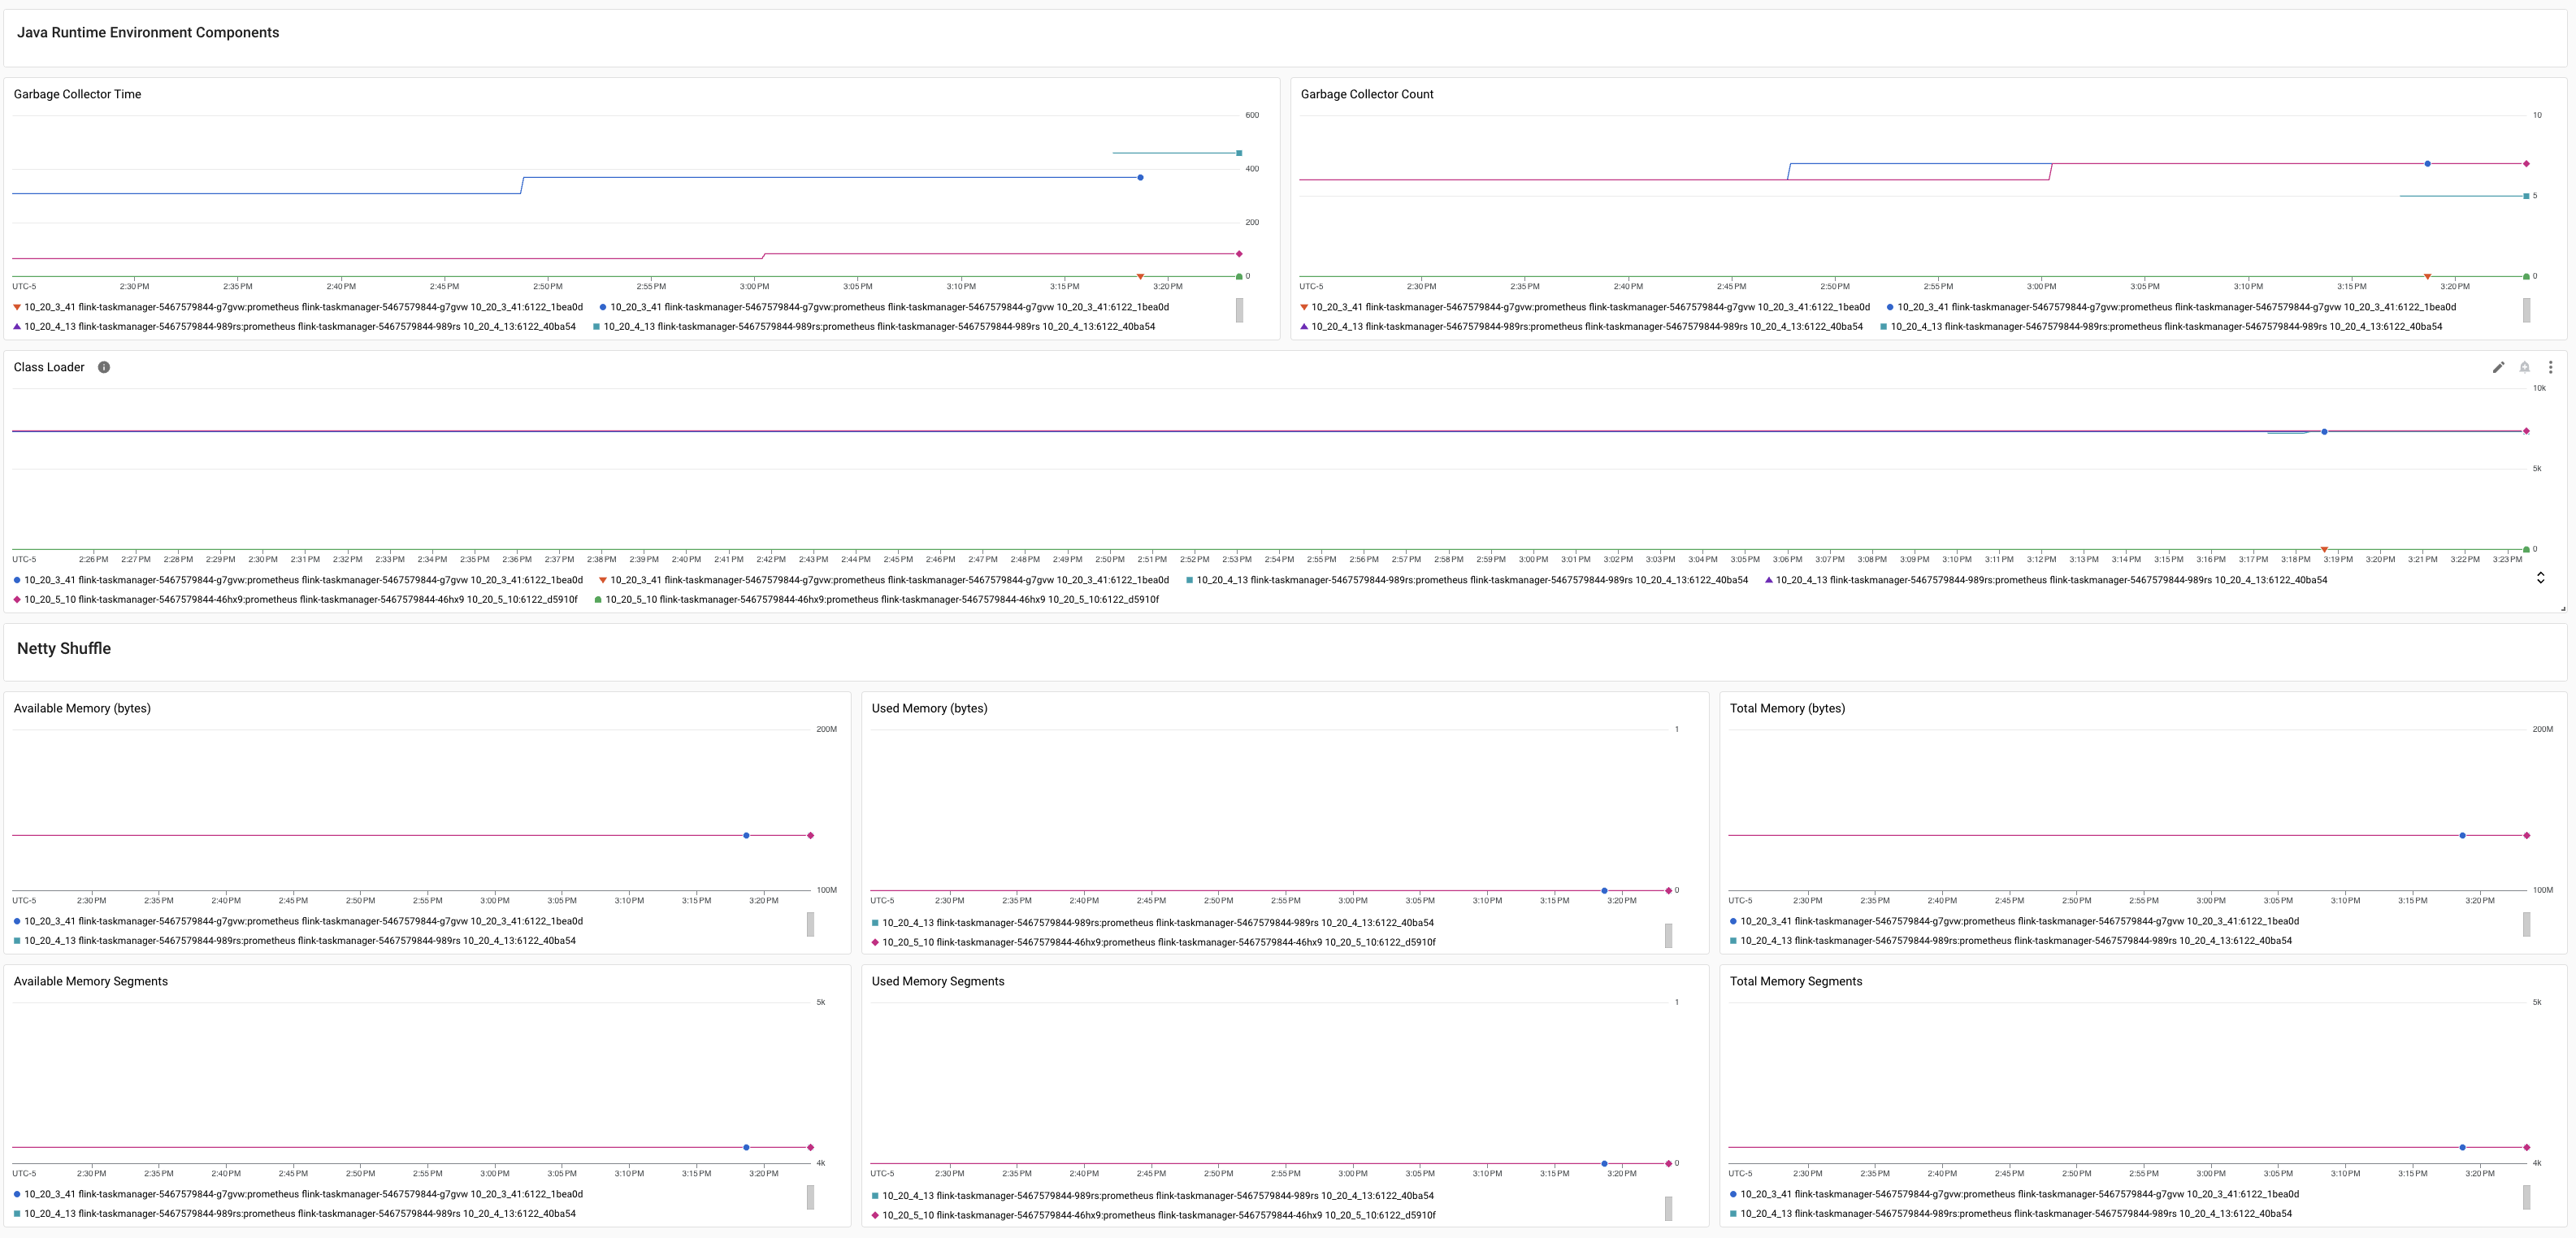 Java Runtime Environment Components
Garbage Collector Time
600
400
200
0
UTC-5 2:30 PM 2:35 PM 2:40 PM 2:45 PM 2:50 PM 2:55 PM 3:00 PM 3:05 PM 3:10 PM 3:15 PM 3:20 PM
10_20_3_41 flink-taskmanager-5467579844-g7gvw:prometheus flink-taskmanager-5467579844-g7gvw 10_20_3_41:6122_1bea0d 10_20_3_41 flink-taskmanager-5467579844-g7gvw:prometheus flink-taskmanager-5467579844-g7gvw 10_20_3_41:6122_1bea0d
10_20_4_13 flink-taskmanager-5467579844-989rs:prometheus flink-taskmanager-5467579844-989rs 10_20_4_13:6122_40ba54 10_20_4_13 flink-taskmanager-5467579844-989rs:prometheus flink-taskmanager-5467579844-989rs 10_20_4_13:6122_40ba54
Garbage Collector Count
10
5
0
UTC-5 2:30 PM 2:35 PM 2:40 PM 2:45 PM 2:50 PM 2:55 PM 3:00 PM 3:05 PM 3:10 PM 3:15 PM 3:20 PM
10_20_3_41 flink-taskmanager-5467579844-g7gvw:prometheus flink-taskmanager-5467579844-g7gvw 10_20_3_41:6122_1bea0d 10_20_3_41 flink-taskmanager-5467579844-g7gvw:prometheus flink-taskmanager-5467579844-g7gvw 10_20_3_41:6122_1bea0d
10_20_4_13 flink-taskmanager-5467579844-989rs:prometheus flink-taskmanager-5467579844-989rs 10_20_4_13:6122_40ba54 10_20_4_13 flink-taskmanager-5467579844-989rs:prometheus flink-taskmanager-5467579844-989rs 10_20_4_13:6122_40ba54
Class Loader
10k
5k
0
UTC-5 2:26 PM 2:27 PM 2:28 PM 2:29 PM 2:30 PM 2:31 PM 2:32 PM 2:33 PM 2:34 PM 2:35 PM 2:36 PM 2:37 PM 2:38 PM 2:39 PM 2:40 PM 2:41 PM 2:42 PM 2:43 PM 2:44 PM 2:45 PM 2:46 PM 2:47 PM 2:48 PM 2:49 PM 2:50 PM 2:51 PM 2:52 PM 2:53 PM 2:54 PM 2:55 PM 2:56 PM 2:57 PM 2:58 PM 2:59 PM 3:00 PM 3:01 PM 3:02 PM 3:03 PM 3:04 PM 3:05 PM 3:06 PM 3:07 PM 3:08 PM 3:09 PM 3:10 PM 3:11 PM 3:12 PM 3:13 PM 3:14 PM 3:15 PM 3:16 PM 3:17 PM 3:18 PM 3:19 PM 3:20 PM 3:21 PM 3:22 PM 3:23 PM
10_20_3_41 flink-taskmanager-5467579844-g7gvw:prometheus flink-taskmanager-5467579844-g7gvw 10_20_3_41:6122_1bea0d 10_20_3_41 flink-taskmanager-5467579844-g7gvw:prometheus flink-taskmanager-5467579844-g7gvw 10_20_3_41:6122_1bea0d 10_20_4_13 flink-taskmanager-5467579844-989rs:prometheus flink-taskmanager-5467579844-989rs 10_20_4_13:6122_40ba54 10_20_4_13 flink-taskmanager-5467579844-989rs:prometheus flink-taskmanager-5467579844-989rs 10_20_4_13:6122_40ba54
10_20_5_10 flink-taskmanager-5467579844-46hx9:prometheus flink-taskmanager-5467579844-46hx9 10_20_5_10:6122_d5910f 10_20_5_10 flink-taskmanager-5467579844-46hx9:prometheus flink-taskmanager-5467579844-46hx9 10_20_5_10:6122_d5910f
Netty Shuffle
Available Memory (bytes)
200M
100M
UTC-5 2:30 PM 2:35 PM 2:40 PM 2:45 PM 2:50 PM 2:55 PM 3:00 PM 3:05 PM 3:10 PM 3:15 PM 3:20 PM
10_20_3_41 flink-taskmanager-5467579844-g7gvw:prometheus flink-taskmanager-5467579844-g7gvw 10_20_3_41:6122_1bea0d
10_20_4_13 flink-taskmanager-5467579844-989rs:prometheus flink-taskmanager-5467579844-989rs 10_20_4_13:6122_40ba54
Used Memory (bytes)
1
0
UTC-5 2:30 PM 2:35 PM 2:40 PM 2:45 PM 2:50 PM 2:55 PM 3:00 PM 3:05 PM 3:10 PM 3:15 PM 3:20 PM
10_20_4_13 flink-taskmanager-5467579844-989rs:prometheus flink-taskmanager-5467579844-989rs 10_20_4_13:6122_40ba54
10_20_5_10 flink-taskmanager-5467579844-46hx9:prometheus flink-taskmanager-5467579844-46hx9 10_20_5_10:6122_d5910f
Total Memory (bytes)
200M
100M
UTC-5 2:30 PM 2:35 PM 2:40 PM 2:45 PM 2:50 PM 2:55 PM 3:00 PM 3:05 PM 3:10 PM 3:15 PM 3:20 PM
10_20_3_41 flink-taskmanager-5467579844-g7gvw:prometheus flink-taskmanager-5467579844-g7gvw 10_20_3_41:6122_1bea0d
10_20_4_13 flink-taskmanager-5467579844-989rs:prometheus flink-taskmanager-5467579844-989rs 10_20_4_13:6122_40ba54
Available Memory Segments
5k
4k
UTC-5 2:30 PM 2:35 PM 2:40 PM 2:45 PM 2:50 PM 2:55 PM 3:00 PM 3:05 PM 3:10 PM 3:15 PM 3:20 PM
10_20_3_41 flink-taskmanager-5467579844-g7gvw:prometheus flink-taskmanager-5467579844-g7gvw 10_20_3_41:6122_1bea0d
10_20_4_13 flink-taskmanager-5467579844-989rs:prometheus flink-taskmanager-5467579844-989rs 10_20_4_13:6122_40ba54
Used Memory Segments
1
0
UTC-5 2:30 PM 2:35 PM 2:40 PM 2:45 PM 2:50 PM 2:55 PM 3:00 PM 3:05 PM 3:10 PM 3:15 PM 3:20 PM
10_20_4_13 flink-taskmanager-5467579844-989rs:prometheus flink-taskmanager-5467579844-989rs 10_20_4_13:6122_40ba54
10_20_5_10 flink-taskmanager-5467579844-46hx9:prometheus flink-taskmanager-5467579844-46hx9 10_20_5_10:6122_d5910f
Total Memory Segments
5k
4k
UTC-5 2:30 PM 2:35 PM 2:40 PM 2:45 PM 2:50 PM 2:55 PM 3:00 PM 3:05 PM 3:10 PM 3:15 PM 3:20 PM
10_20_3_41 flink-taskmanager-5467579844-g7gvw:prometheus flink-taskmanager-5467579844-g7gvw 10_20_3_41:6122_1bea0d
10_20_4_13 flink-taskmanager-5467579844-989rs:prometheus flink-taskmanager-5467579844-989rs 10_20_4_13:6122_40ba54